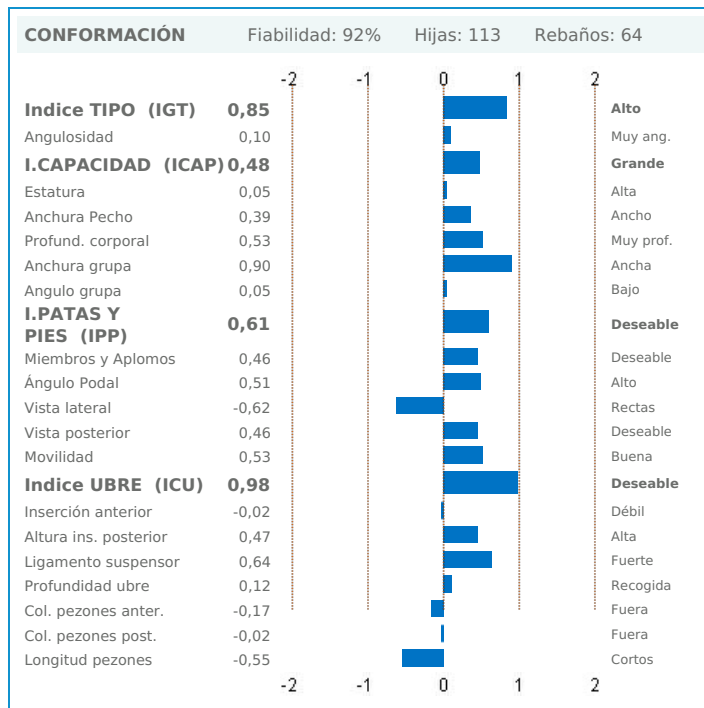 CONFORMACIÓN Fiabilidad: 92% Hijas: 113 Rebaños: 64
-2 -1 0 1 2
Indice TIPO (IGT) 0,85 Alto
Angulosidad 0,10 Muy ang.
I.CAPACIDAD (ICAP) 0,48 Grande
Estatura 0,05 Alta
Anchura Pecho 0,39 Ancho
Profund. corporal 0,53 Muy prof.
Anchura grupa 0,90 Ancha
Angulo grupa 0,05 Bajo
I.PATAS Y
PIES (IPP) 0,61 Deseable
Miembros y Aplomos 0,46 Deseable
Ángulo Podal 0,51 Alto
Vista lateral -0,62 Rectas
Vista posterior 0,46 Deseable
Movilidad 0,53 Buena
Indice UBRE (ICU) 0,98 Deseable
Inserción anterior -0,02 Débil
Altura ins. posterior 0,47 Alta
Ligamento suspensor 0,64 Fuerte
Profundidad ubre 0,12 Recogida
Col. pezones anter. -0,17 Fuera
Col. pezones post. -0,02 Fuera
Longitud pezones -0,55 Cortos
-2 -1 0 1 2